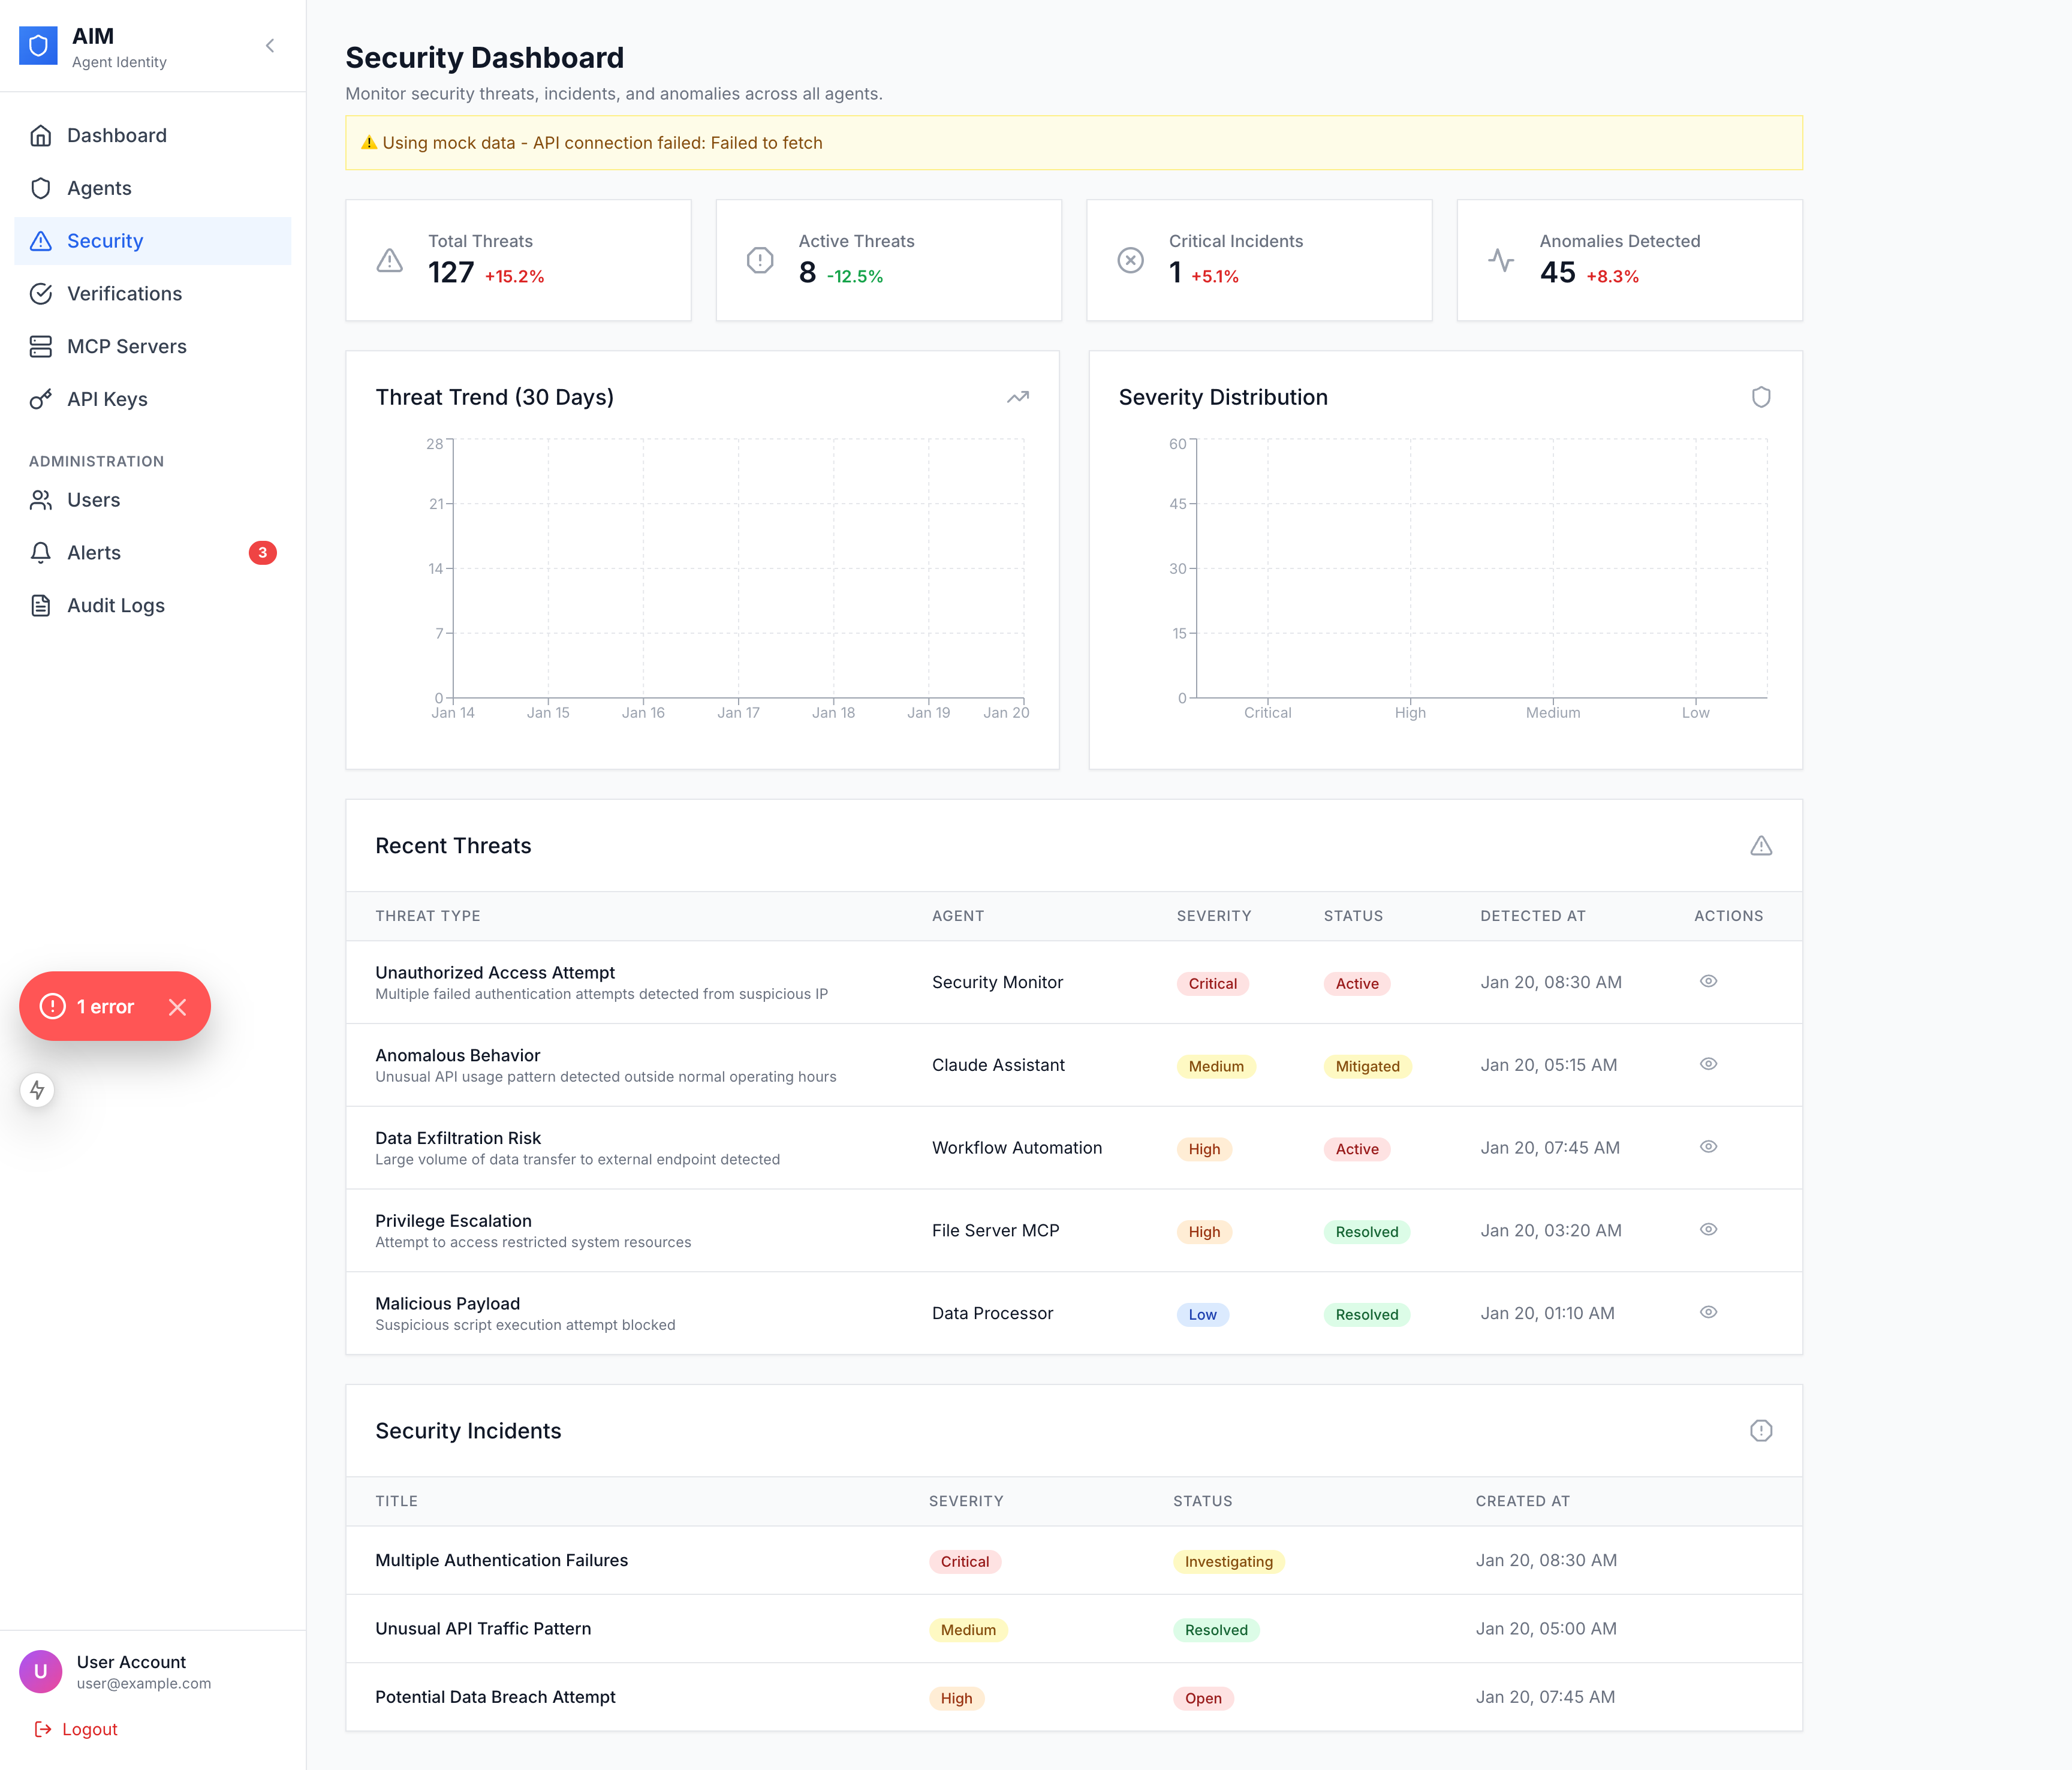 AIM
Agent Identity
Dashboard
Agents
Security
Verifications
MCP Servers
API Keys
ADMINISTRATION
Users
Alerts 3
Audit Logs
1 error
U
User Account
user@example.com
Logout
Security Dashboard
Monitor security threats, incidents, and anomalies across all agents.
Using mock data - API connection failed: Failed to fetch
Total Threats
127 +15.2%
Active Threats
8 -12.5%
Critical Incidents
1 +5.1%
Anomalies Detected
45 +8.3%
Threat Trend (30 Days)
28
21
14
7
0
Jan 14 Jan 15 Jan 16 Jan 17 Jan 18 Jan 19 Jan 20
Severity Distribution
60
45
30
15
0
Critical High Medium Low
Recent Threats
THREAT TYPE AGENT SEVERITY STATUS DETECTED AT ACTIONS
Unauthorized Access Attempt
Multiple failed authentication attempts detected from suspicious IP
Security Monitor Critical Active Jan 20, 08:30 AM
Anomalous Behavior
Unusual API usage pattern detected outside normal operating hours
Claude Assistant Medium Mitigated Jan 20, 05:15 AM
Data Exfiltration Risk
Large volume of data transfer to external endpoint detected
Workflow Automation High Active Jan 20, 07:45 AM
Privilege Escalation
Attempt to access restricted system resources
File Server MCP High Resolved Jan 20, 03:20 AM
Malicious Payload
Suspicious script execution attempt blocked
Data Processor Low Resolved Jan 20, 01:10 AM
Security Incidents
TITLE SEVERITY STATUS CREATED AT
Multiple Authentication Failures Critical Investigating Jan 20, 08:30 AM
Unusual API Traffic Pattern Medium Resolved Jan 20, 05:00 AM
Potential Data Breach Attempt High Open Jan 20, 07:45 AM